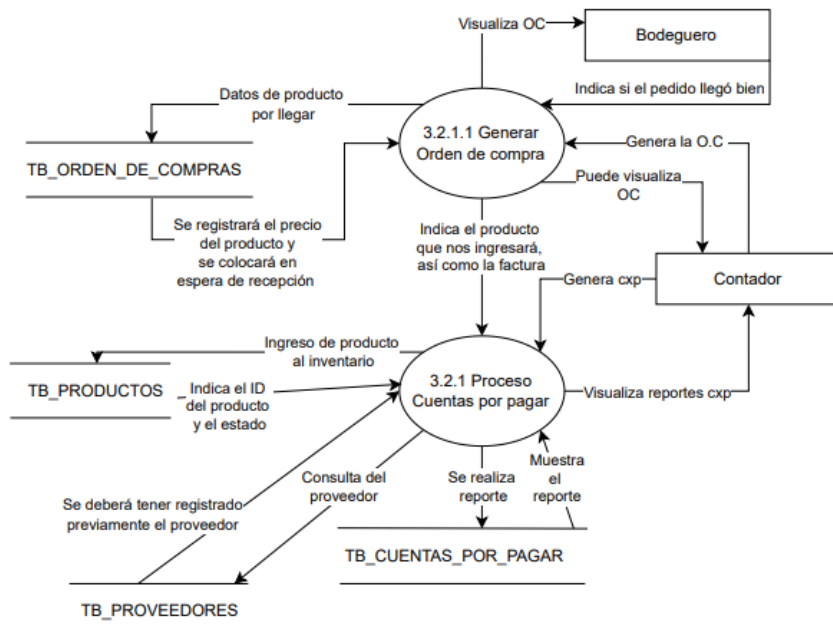 Visualiza OC
Bodeguero
Indica si el pedido llegó bien
Datos de producto
por llegar
3.2.1.1 Generar
Orden de compra
Genera la O.C
TB_ORDEN_DE_COMPRAS
Puede visualiza
OC
Se registrará el precio
del producto y
se colocará en
espera de recepción
Indica el producto
que nos ingresará,
así como la factura
Genera cxp
Contador
Ingreso de producto
al inventario
TB_PRODUCTOS
Indica el ID
del producto
y el estado
3.2.1 Proceso
Cuentas por pagar
Visualiza reportes cxp
Se deberá tener registrado
previamente el proveedor
Consulta del
proveedor
Se realiza
reporte
Muestra
el
reporte
TB_CUENTAS_POR_PAGAR
TB_PROVEEDORES